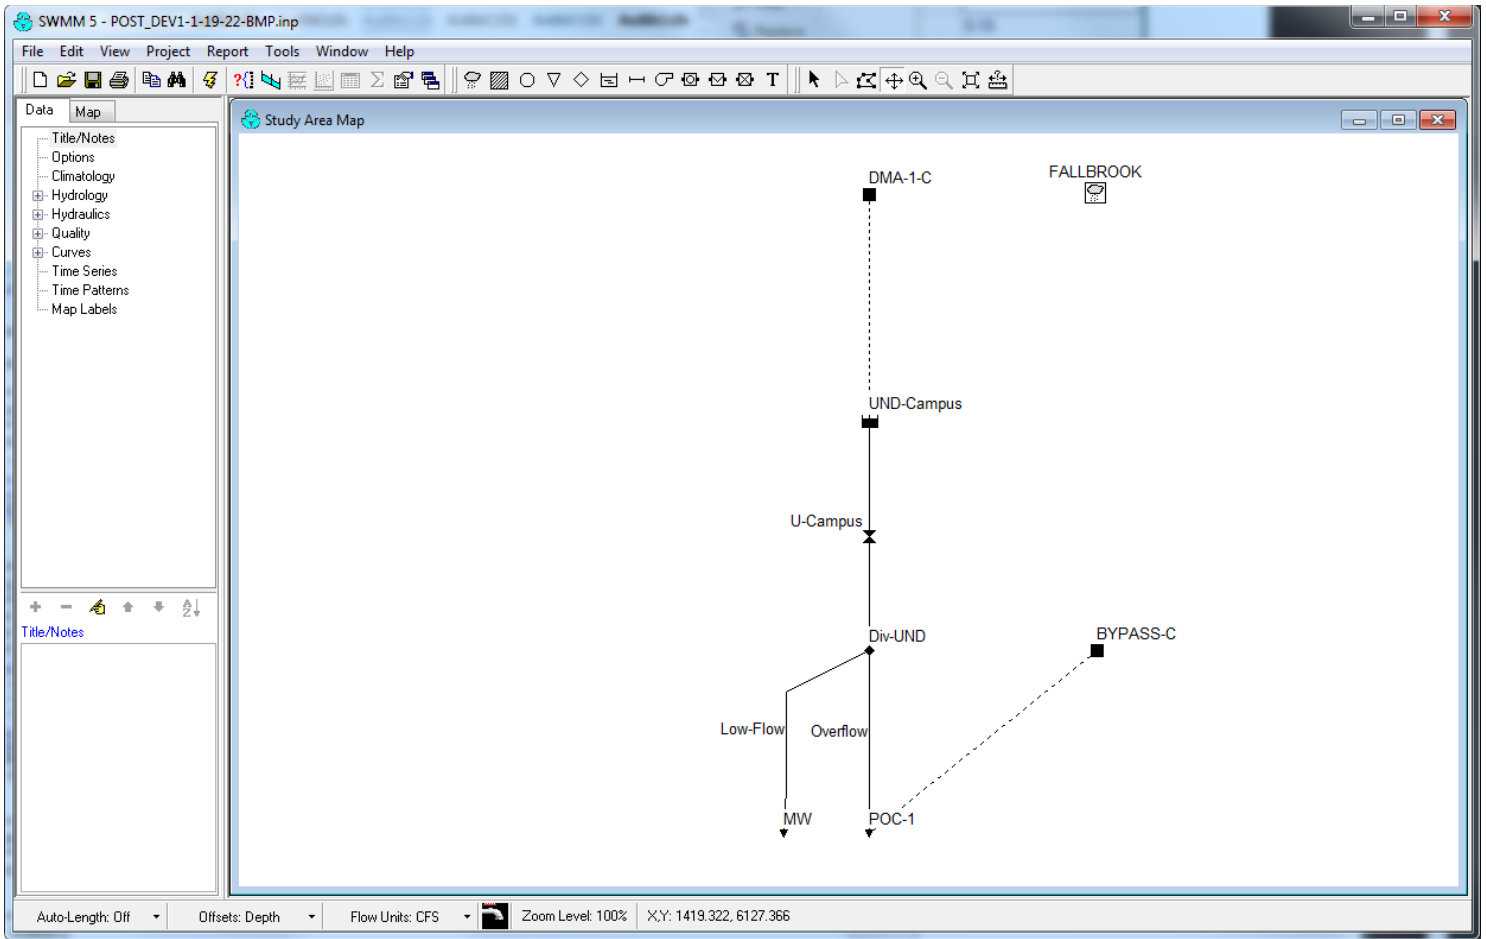 SWMM 5 - POST_DEV1-1-19-22-BMP.inp
File Edit View Project Report Tools Window Help
?{} Σ T
Data Map
Study Area Map
Title/Notes
Options
Climatology
Hydrology
Hydraulics
Quality
Curves
Time Series
Time Patterns
Map Labels
A
Z
Title/Notes
DMA-1-C
FALLBROOK
UND-Campus
U-Campus
Div-UND
BYPASS-C
Low-Flow
Overflow
MW
POC-1
Auto-Length: Off
Offsets: Depth
Flow Units: CFS
Zoom Level: 100%
X,Y: 1419.322, 6127.366